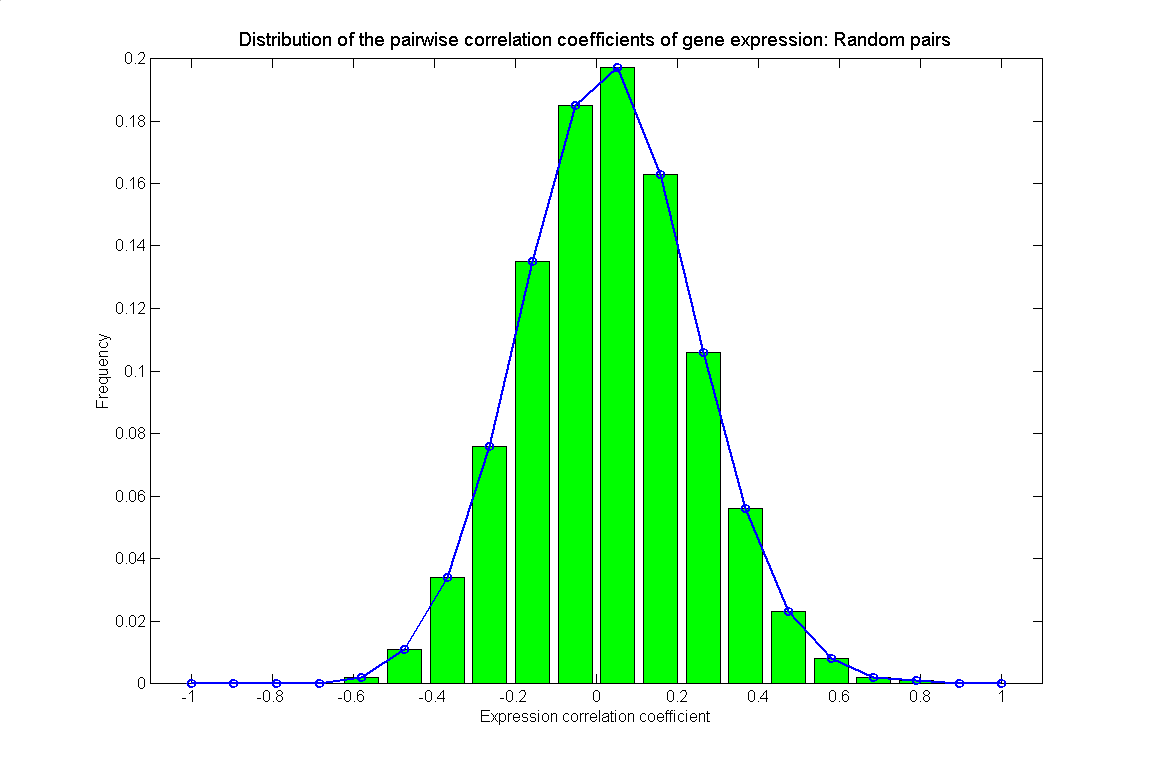 Distribution of the pairwise correlation coefficients of gene expression: Random pairs
0.2
0.18
0.16
0.14
0.12
0.1
0.08
0.06
0.04
0.02
0
Frequency
-1 -0.8 -0.6 -0.4 -0.2 0 0.2 0.4 0.6 0.8 1
Expression correlation coefficient